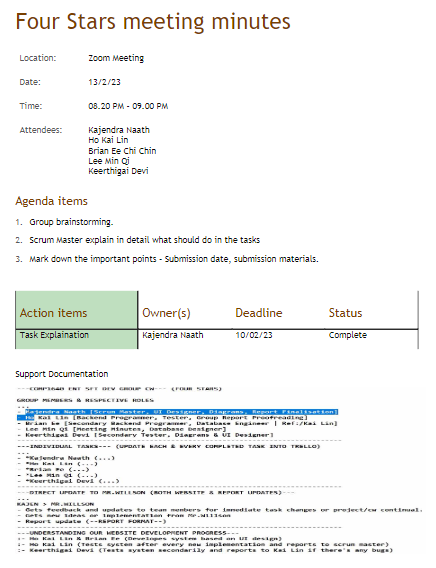 Four Stars meeting minutes
Location: Zoom Meeting
Date: 13/2/23
Time: 08.20 PM - 09.00 PM
Attendees: Kajendra Naath
Ho Kai Lin
Brian Ee Chi Chin
Lee Min Qi
Keerthigai Devi
Agenda items
1. Group brainstorming.
2. Scrum Master explain in detail what should do in the tasks
3. Mark down the important points - Submission date, submission materials.
Action items Owner(s) Deadline Status
Task Explaination Kajendra Naath 10/02/23 Complete
Support Documentation
---COMP1640 ENT SFT DEV GROUP CW--- (FOUR STARS)
GROUP MEMBERS & RESPECTIVE ROLES
---
- Kajendra Naath [Scrum Master, UI Designer, Diagrams, Report Finalisation]
- Ho Kai Lin [Backend Programmer, Tester, Group Report Proofreading]
- Brian Ee [Secondary Backend Programmer, Database Engineer | Ref:/Kai Lin]
- Lee Min Qi [Meeting Minutes, Database Designer]
- Keerthigai Devi [Secondary Tester, Diagrams & UI Designer]
---INDIVIDUAL TASKS--- (UPDATE EACH & EVERY COMPLETED TASK INTO TRELLO)
---
- *Kajendra Naath (...)
- *Ho Kai Lin (...)
- *Brian Ee (...)
- *Lee Min Qi (...)
- *Keerthigai Devi (...)
---DIRECT UPDATE TO MR.WILLSON (BOTH WEBSITE & REPORT UPDATES)---
---
KAJEN > MR.WILLSON
- Gets feedback and updates to team members for immediate task changes or project/cw continual.
- Gets new ideas or implementation from Mr.Willson
- Report update (--REPORT FORMAT--)
---UNDERSTANDING OUR WEBSITE DEVELOPMENT PROGRESS---
:- Ho Kai Lin & Brian Ee (Developes system based on UI design)
:- Ho Kai Lin (Tests system after every new implementation and reports to scrum master)
:- Keerthigai Devi (Tests system secondarily and reports to Kai Lin if there's any bugs)